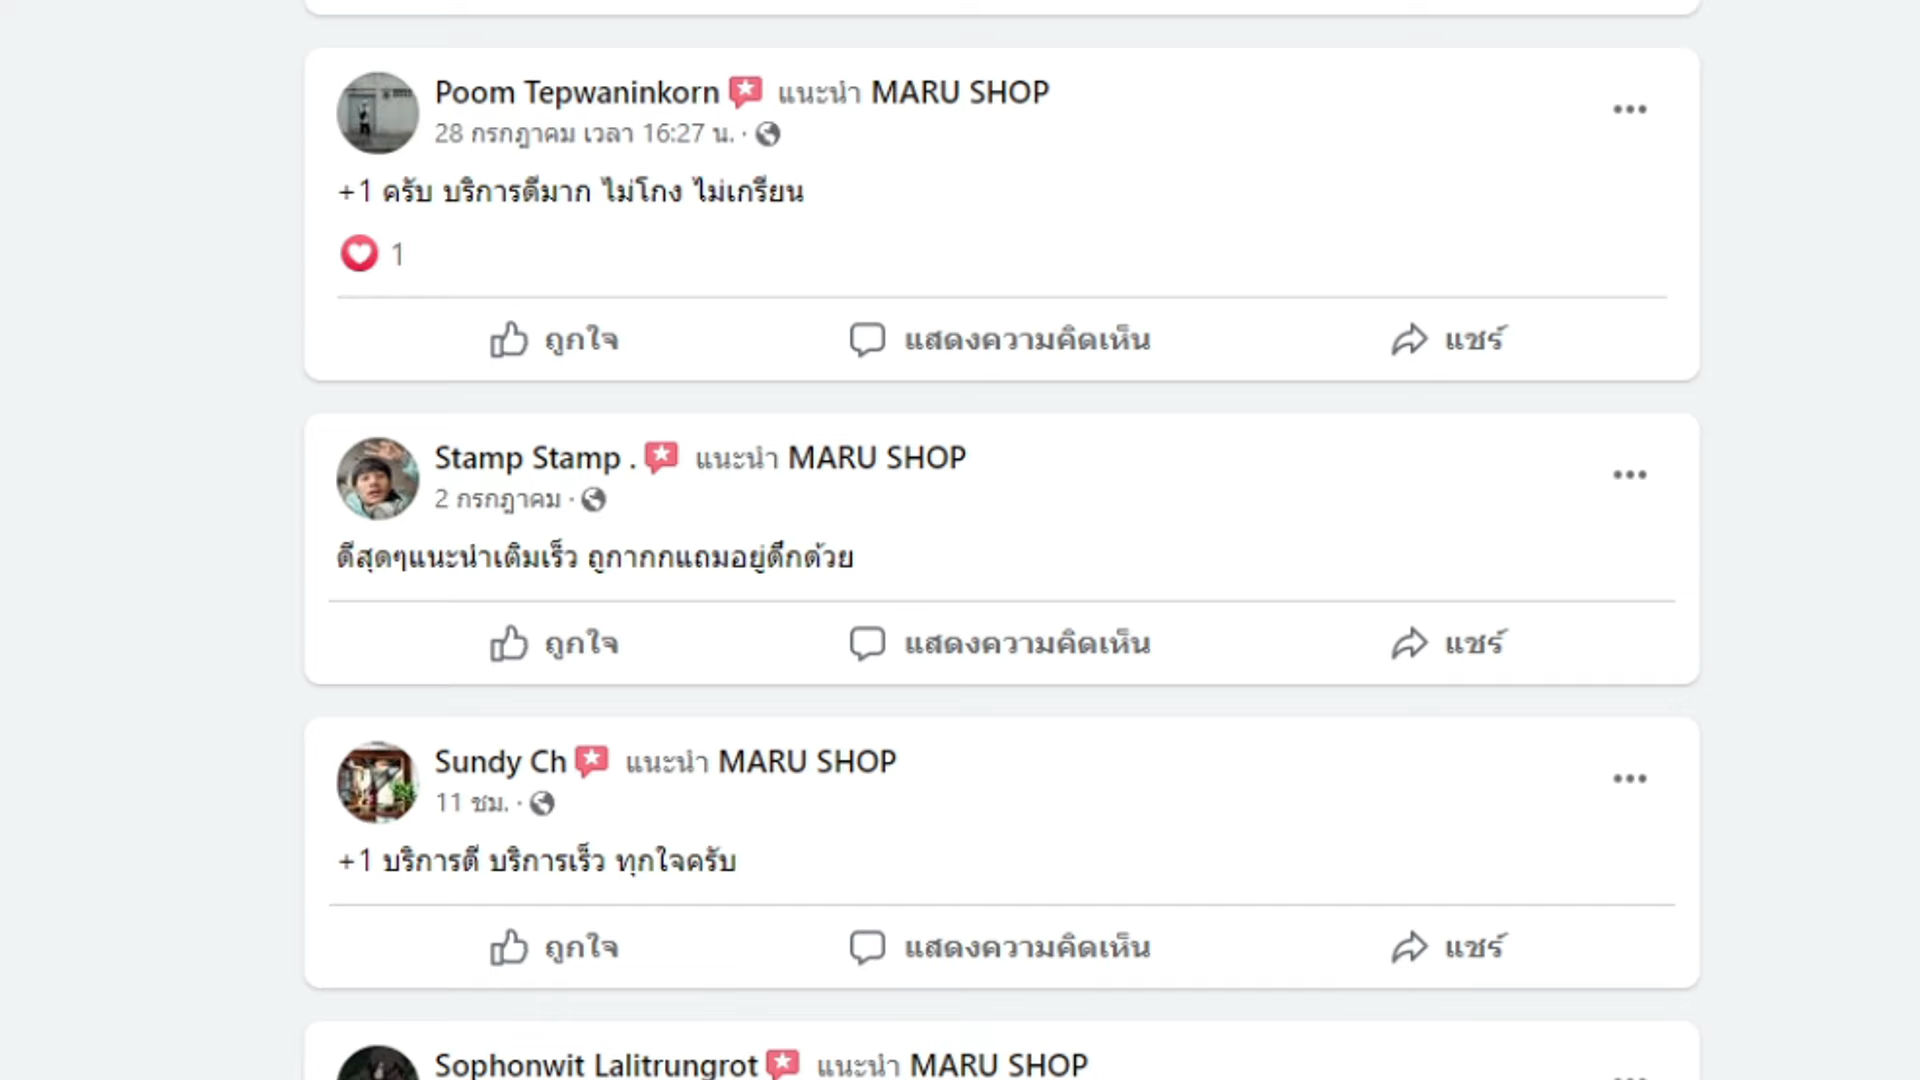 Poom Tepwaninkorn แนะนำ MARU SHOP
28 กรกฎาคม เวลา 16:27 น. ·
+1 ครับ บริการดีมาก ไม่โกง ไม่เกรียน
1
ถูกใจ แสดงความคิดเห็น แชร์
Stamp Stamp . แนะนำ MARU SHOP
2 กรกฎาคม ·
ดีสุดๆแนะนำเติมเร็ว ถูกากกแถมอยู่ดึกด้วย
ถูกใจ แสดงความคิดเห็น แชร์
Sundy Ch แนะนำ MARU SHOP
11 ชม. ·
+1 บริการดี บริการเร็ว ทุกใจครับ
ถูกใจ แสดงความคิดเห็น แชร์
Sophonwit Lalitrungrot แนะนำ MARU SHOP